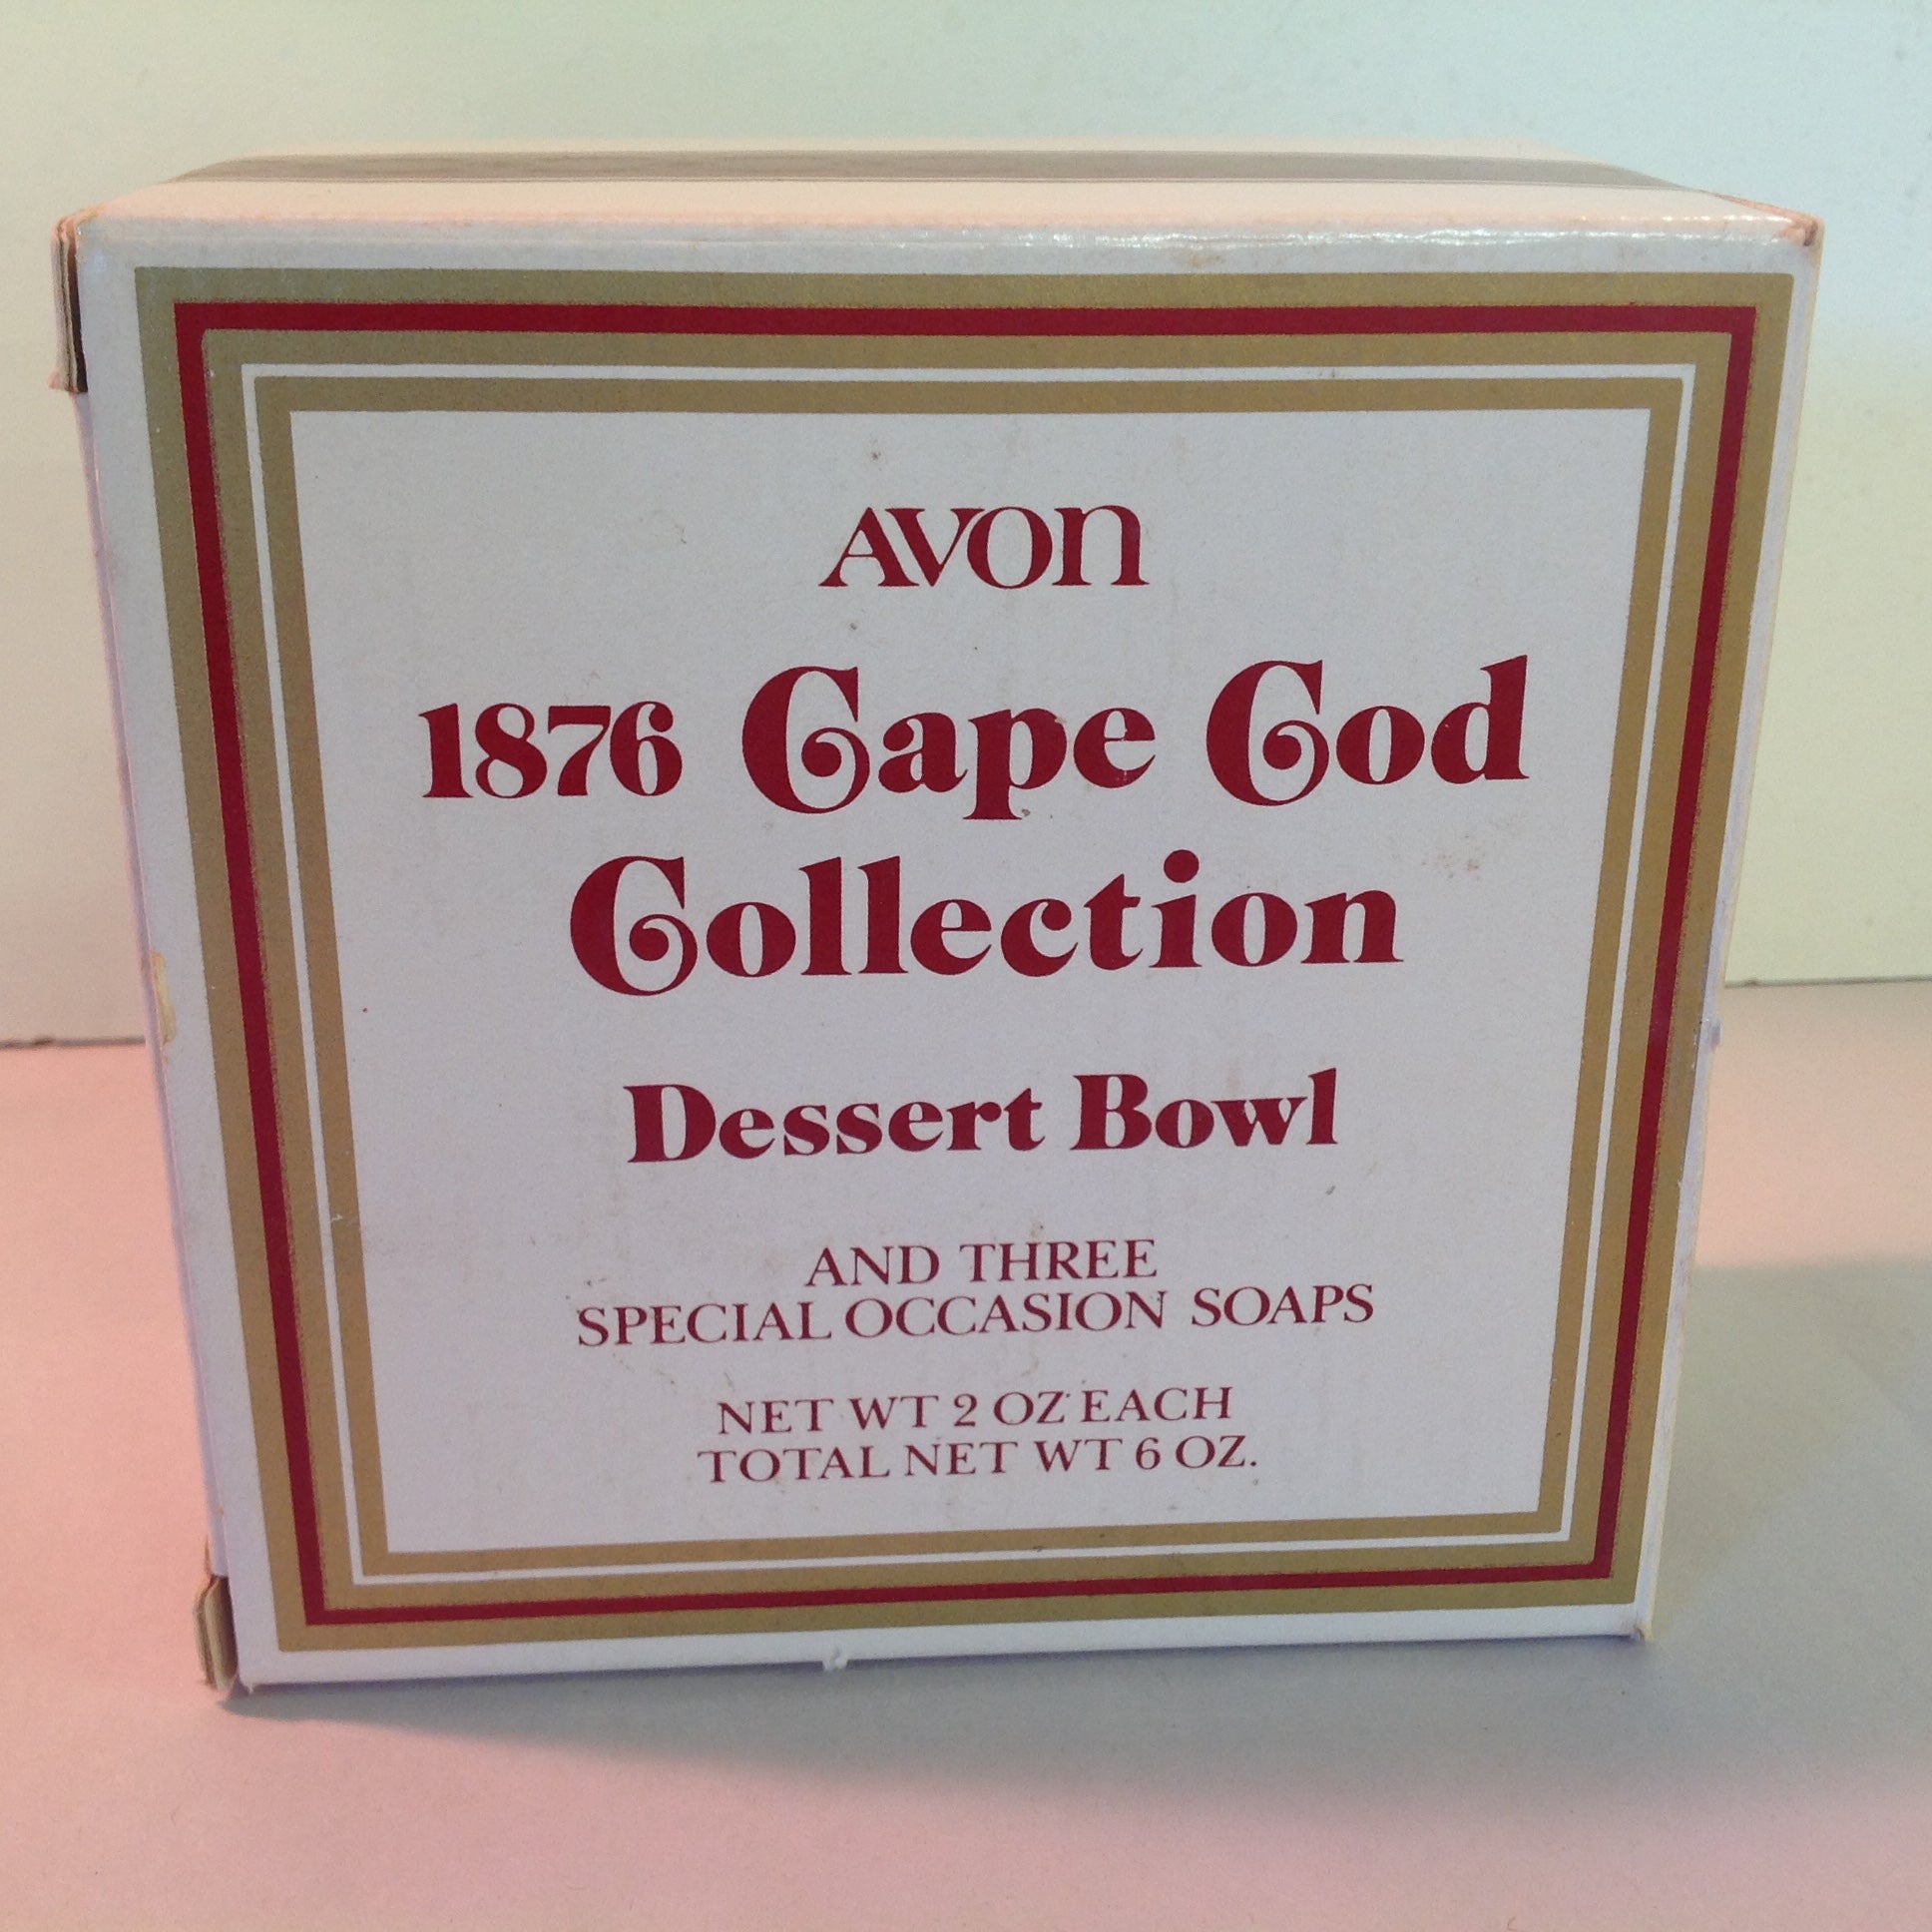 AVON
1876 Cape Cod
Collection
Dessert Bowl
AND THREE
SPECIAL OCCASION SOAPS
NET WT 2 OZ EACH
TOTAL NET WT 6 OZ.